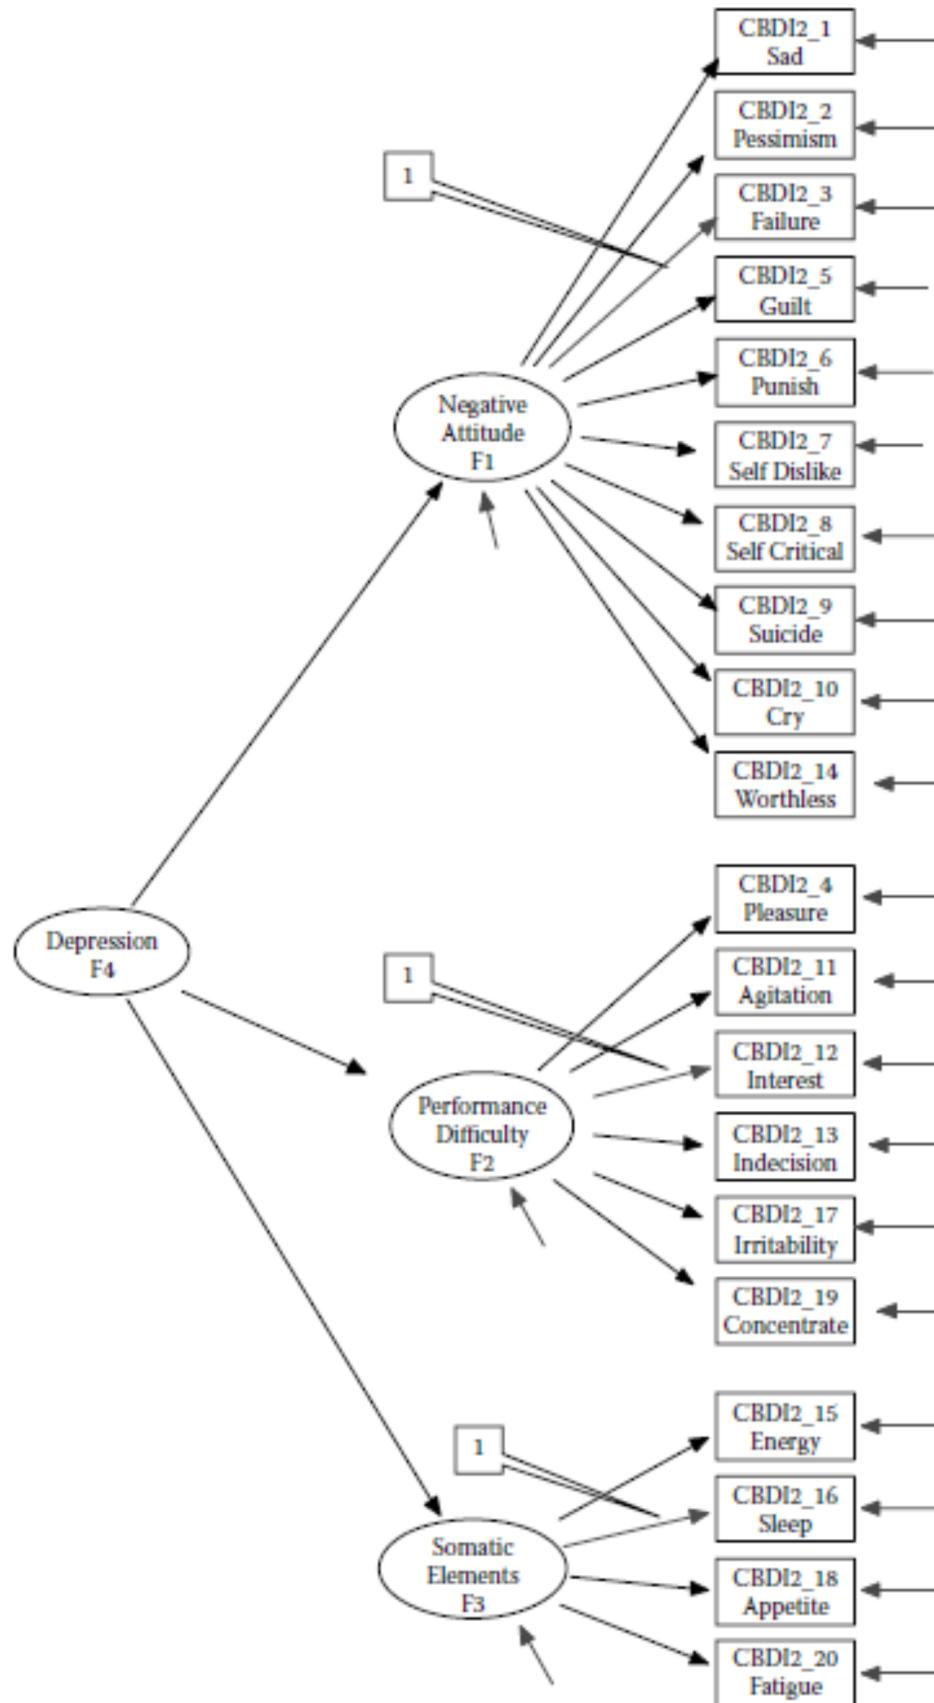 CBDI2_1
Sad
CBDI2_2
Pessimism
1
CBDI2_3
Failure
CBDI2_5
Guilt
CBDI2_6
Punish
Negative
Attitude
F1
CBDI2_7
Self Dislike
CBDI2_8
Self Critical
CBDI2_9
Suicide
CBDI2_10
Cry
CBDI2_14
Worthless
Depression
F4
CBDI2_4
Pleasure
1
CBDI2_11
Agitation
CBDI2_12
Interest
Performance
Difficulty
F2
CBDI2_13
Indecision
CBDI2_17
Irritability
CBDI2_19
Concentrate
CBDI2_15
Energy
1
CBDI2_16
Sleep
Somatic
Elements
F3
CBDI2_18
Appetite
CBDI2_20
Fatigue